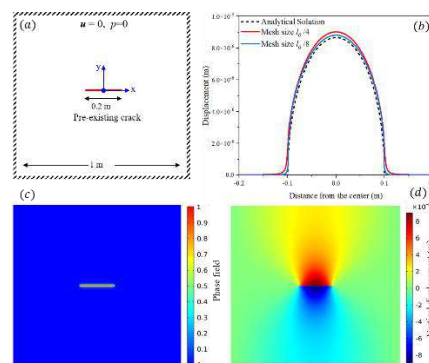 (a)
u = 0, p=0
y
x
0.2 m
Pre-existing crack
1 m
(b)
Analytical Solution
Mesh size l₀/4
Mesh size l₀/8
Displacement (m)
0.0
-0.2
-0.1
0.0
0.1
Distance from the center (m)
(c)
1
0.9
0.8
0.7
0.6
0.5
0.4
0.3
0.2
0.1
0
Phase field
(d)
8
6
4
2
0
-2
-4
-6
-8